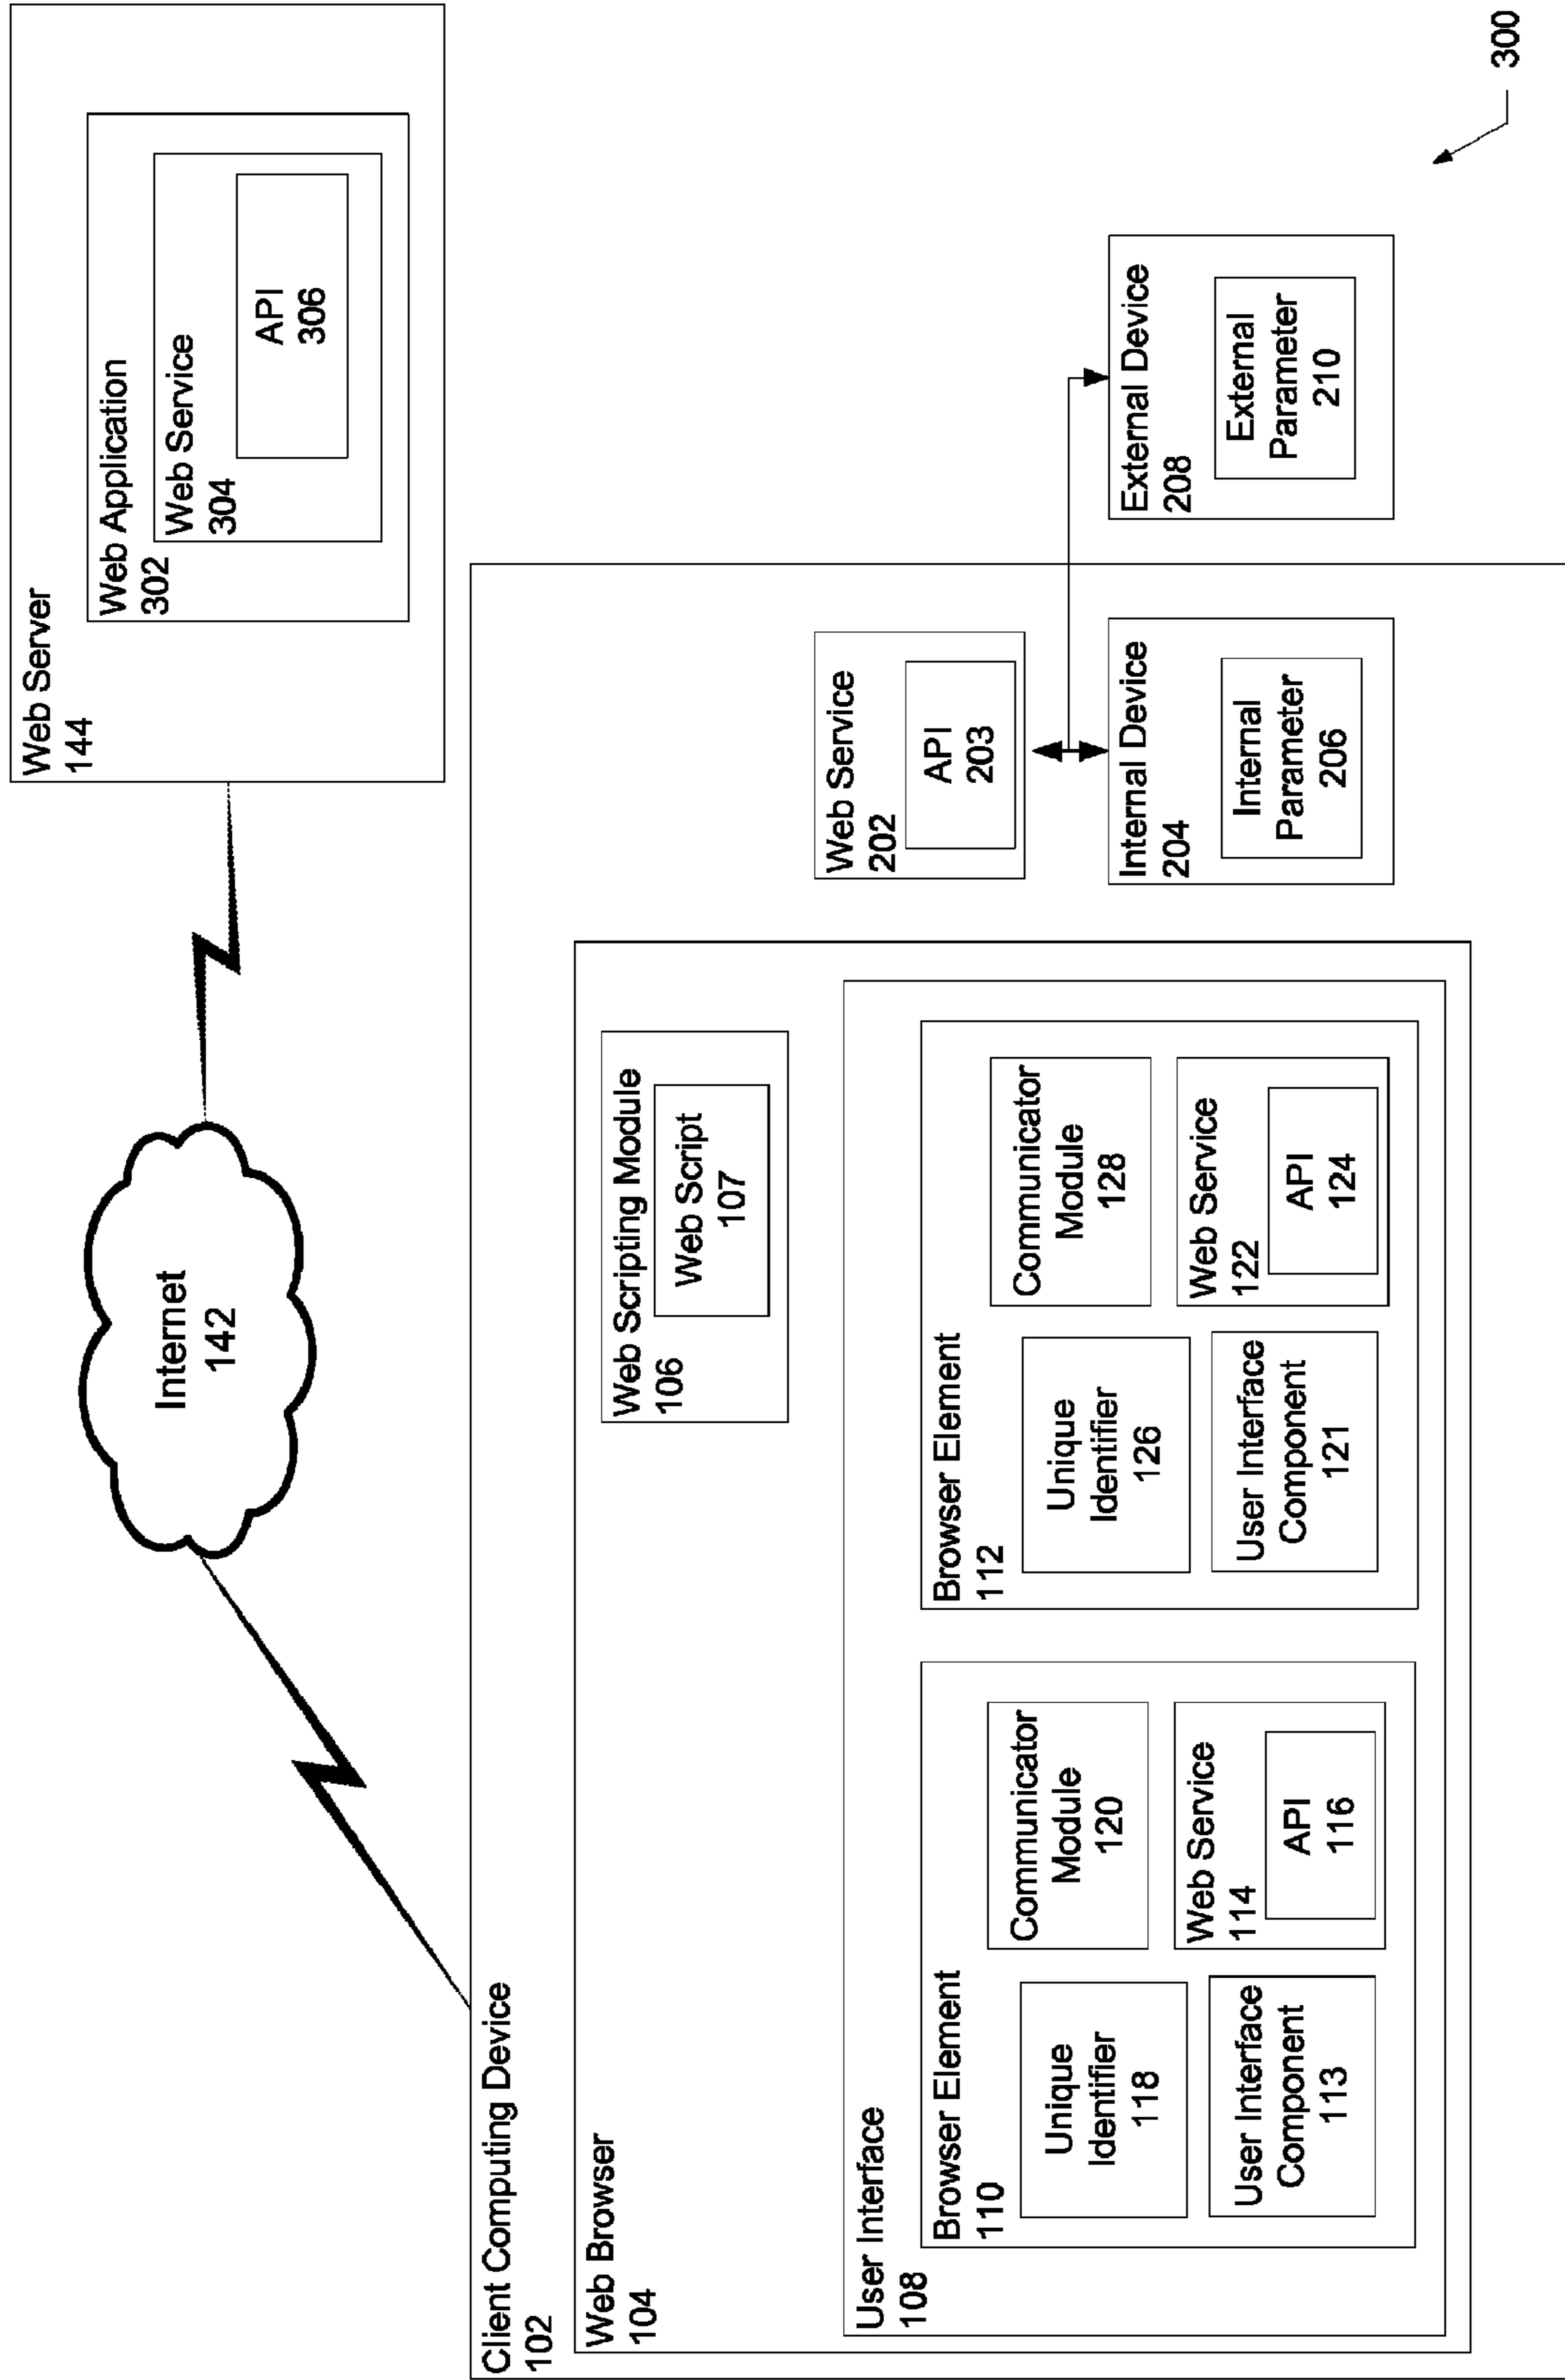 Web Server
144
Web Application
302
Web Service
304
API
306
Internet
142
Client Computing Device
102
Web Browser
104
Web Scripting Module
106
Web Script
107
User Interface
108
Browser Element
110
Unique
Identifier
118
Communicator
Module
120
User Interface
Component
113
Web Service
114
API
116
Browser Element
112
Unique
Identifier
126
Communicator
Module
128
User Interface
Component
121
Web Service
122
API
124
Web Service
202
API
203
Internal Device
204
Internal
Parameter
206
External Device
208
External
Parameter
210
300